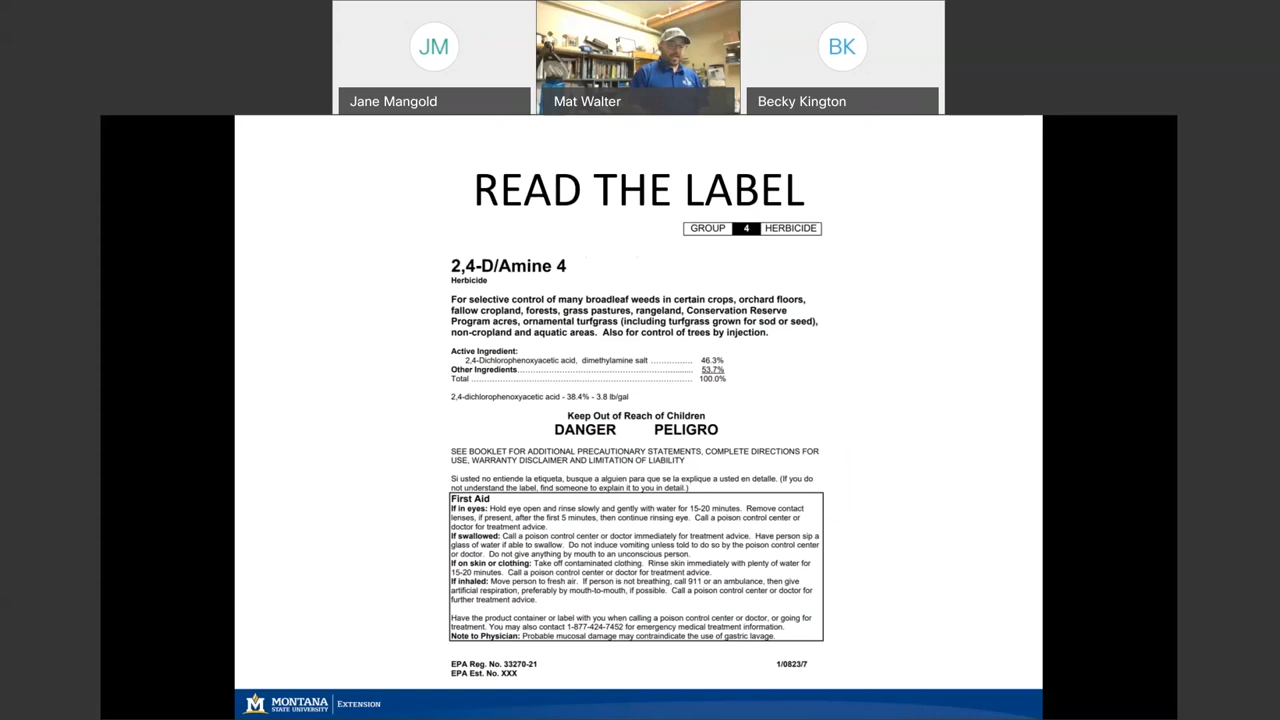 JM
BK
Jane Mangold
Mat Walter
Becky Kington
READ THE LABEL
GROUP 4 HERBICIDE
2,4-D/Amine 4
Herbicide
For selective control of many broadleaf weeds in certain crops, orchard floors,
fallow cropland, forests, grass pastures, rangeland, Conservation Reserve
Program acres, ornamental turfgrass (including turfgrass grown for sod or seed),
non-cropland and aquatic areas. Also for control of trees by injection.
Active Ingredient:
2,4-Dichlorophenoxyacetic acid, dimethylamine salt ................ 46.3%
Other Ingredients........................................................... 53.7%
Total ........................................................................ 100.0%
2,4-dichlorophenoxyacetic acid - 38.4% - 3.8 lb/gal
Keep Out of Reach of Children
DANGER PELIGRO
SEE BOOKLET FOR ADDITIONAL PRECAUTIONARY STATEMENTS, COMPLETE DIRECTIONS FOR
USE, WARRANTY DISCLAIMER AND LIMITATION OF LIABILITY
Si usted no entiende la etiqueta, busque a alguien para que se la explique a usted en detalle. (If you do
not understand the label, find someone to explain it to you in detail.)
First Aid
If in eyes: Hold eye open and rinse slowly and gently with water for 15-20 minutes. Remove contact
lenses, if present, after the first 5 minutes, then continue rinsing eye. Call a poison control center or
doctor for treatment advice.
If swallowed: Call a poison control center or doctor immediately for treatment advice. Have person sip a
glass of water if able to swallow. Do not induce vomiting unless told to do so by the poison control center
or doctor. Do not give anything by mouth to an unconscious person.
If on skin or clothing: Take off contaminated clothing. Rinse skin immediately with plenty of water for
15-20 minutes. Call a poison control center or doctor for treatment advice.
If inhaled: Move person to fresh air. If person is not breathing, call 911 or an ambulance, then give
artificial respiration, preferably by mouth-to-mouth, if possible. Call a poison control center or doctor for
further treatment advice.
Have the product container or label with you when calling a poison control center or doctor, or going for
treatment. You may also contact 1-877-424-7452 for emergency medical treatment information.
Note to Physician: Probable mucosal damage may contraindicate the use of gastric lavage.
EPA Reg. No. 33270-21 1/0823/7
EPA Est. No. XXX
M MONTANA
STATE UNIVERSITY
EXTENSION